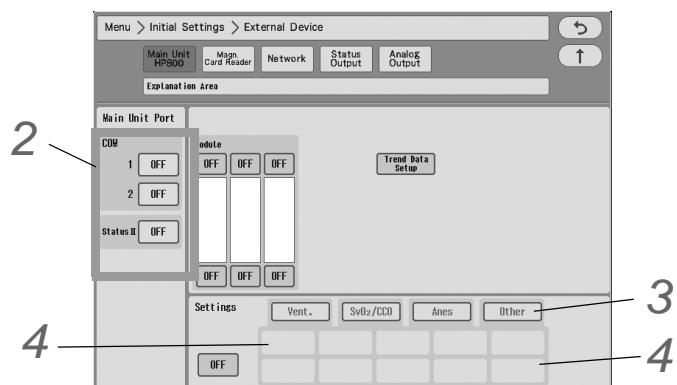 Menu > Initial Settings > External Device
Main Unit HP800
Magn. Card Reader
Network
Status Output
Analog Output
Explanation Area
Main Unit Port
COM
1 OFF
2 OFF
Status II OFF
odule
OFF OFF OFF
OFF OFF OFF
Trend Data Setup
Settings
Vent. SvO2/CCO Anes Other
OFF
2
3
4
4